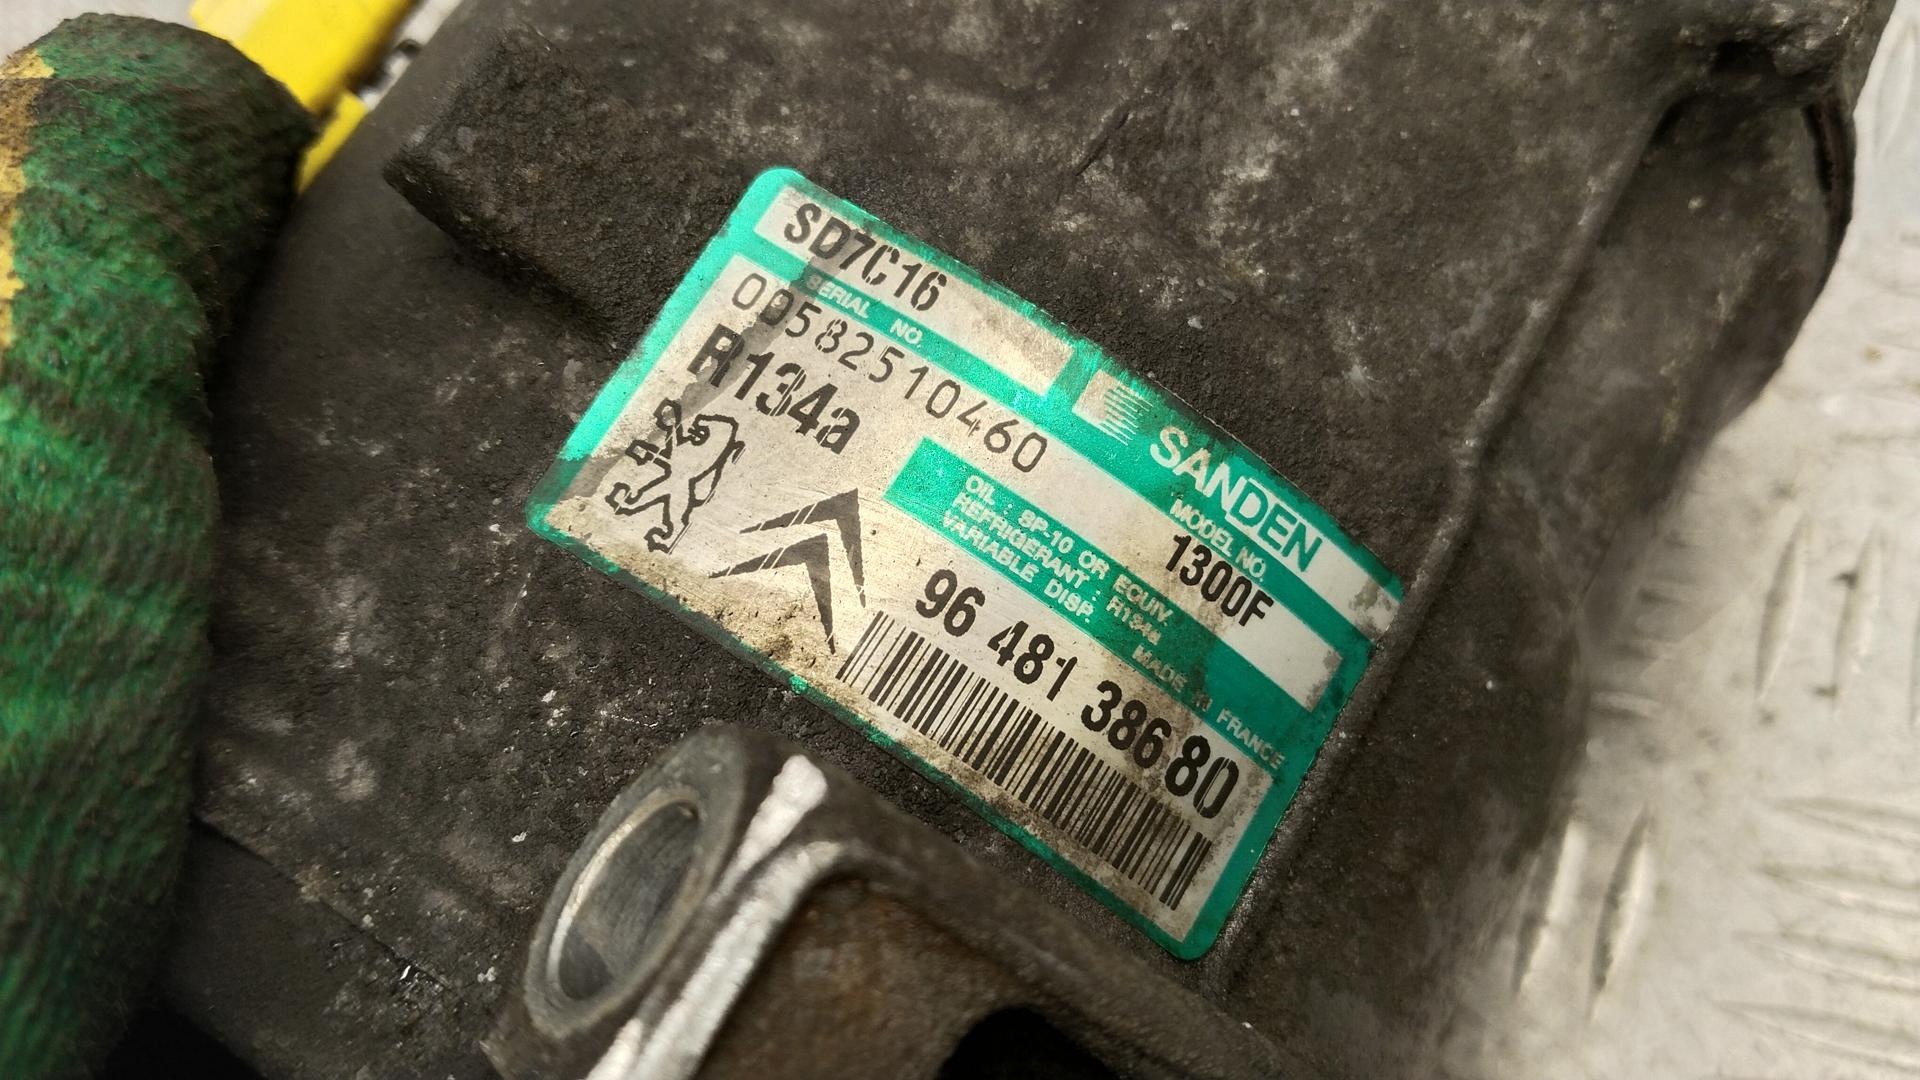 SD7C16
SANDEN
SERIAL NO.
MODEL NO.
00582510460
1300F
R134a
OIL : SP-10 OR EQUIV.
REFRIGERANT : R134a
VARIABLE DISP. MADE IN FRANCE
96 481 386 80